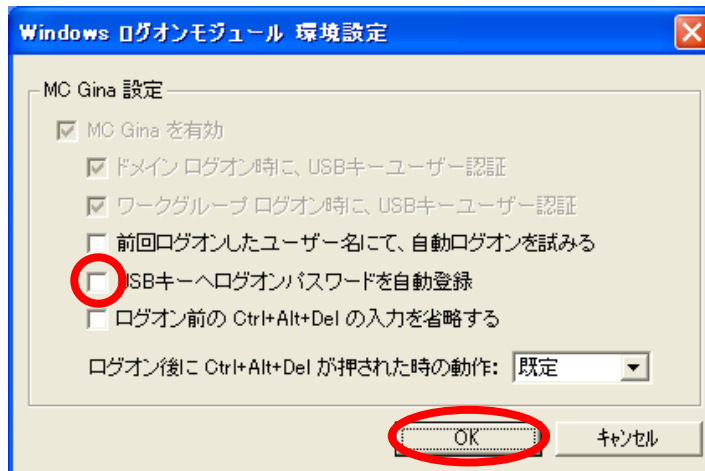 Windows ログオンモジュール 環境設定
MC Gina 設定
MC Gina を有効
ドメイン ログオン時に、USBキーユーザー認証
ワークグループ ログオン時に、USBキーユーザー認証
前回ログオンしたユーザー名にて、自動ログオンを試みる
USBキーへログオンパスワードを自動登録
ログオン前の Ctrl+Alt+Del の入力を省略する
ログオン後に Ctrl+Alt+Del が押された時の動作: 既定
OK キャンセル